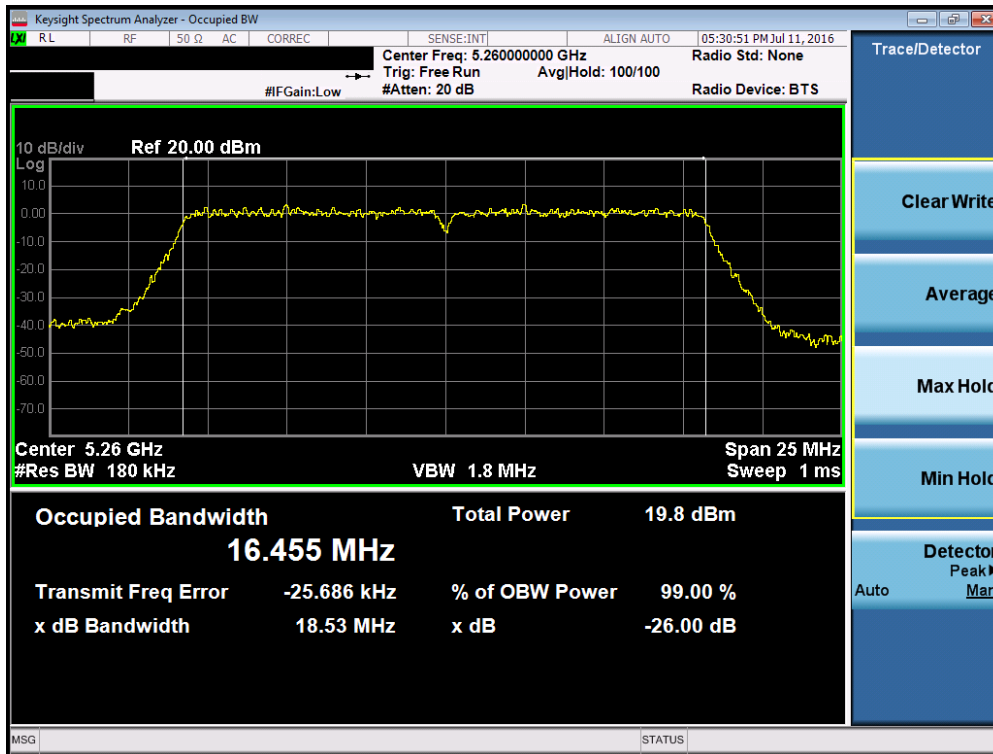 Keysight Spectrum Analyzer - Occupied BW
LXI RL RF 50 Ω AC CORREC SENSE:INT ALIGN AUTO 05:30:51 PM Jul 11, 2016
Center Freq: 5.260000000 GHz Radio Std: None
Trig: Free Run Avg|Hold: 100/100
#IFGain:Low #Atten: 20 dB Radio Device: BTS
10 dB/div Ref 20.00 dBm
Log
10.0
0.00
-10.0
-20.0
-30.0
-40.0
-50.0
-60.0
-70.0
Center 5.26 GHz Span 25 MHz
#Res BW 180 kHz VBW 1.8 MHz Sweep 1 ms
Occupied Bandwidth Total Power 19.8 dBm
16.455 MHz
Transmit Freq Error -25.686 kHz % of OBW Power 99.00 %
x dB Bandwidth 18.53 MHz x dB -26.00 dB
Trace/Detector
Clear Write
Average
Max Hold
Min Hold
Detector
Peak
Auto Man
MSG STATUS